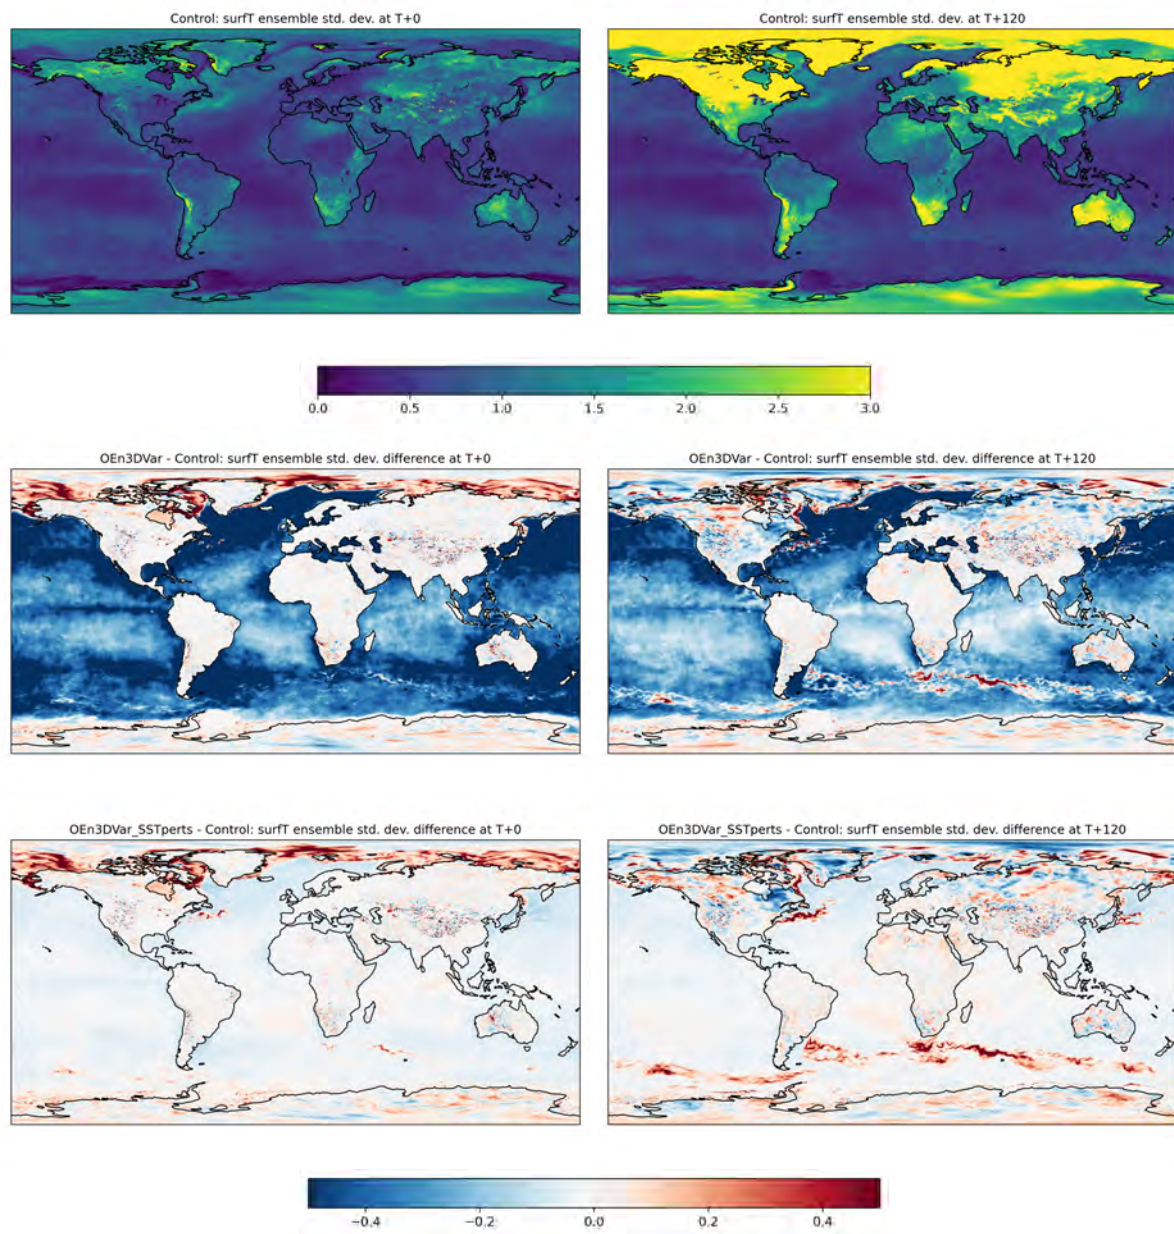 Control: surfT ensemble std. dev. at T+0
Control: surfT ensemble std. dev. at T+120
0.0 0.5 1.0 1.5 2.0 2.5 3.0
OEn3DVar - Control: surfT ensemble std. dev. difference at T+0
OEn3DVar - Control: surfT ensemble std. dev. difference at T+120
OEn3DVar_SSTperts - Control: surfT ensemble std. dev. difference at T+0
OEn3DVar_SSTperts - Control: surfT ensemble std. dev. difference at T+120
−0.4 −0.2 0.0 0.2 0.4